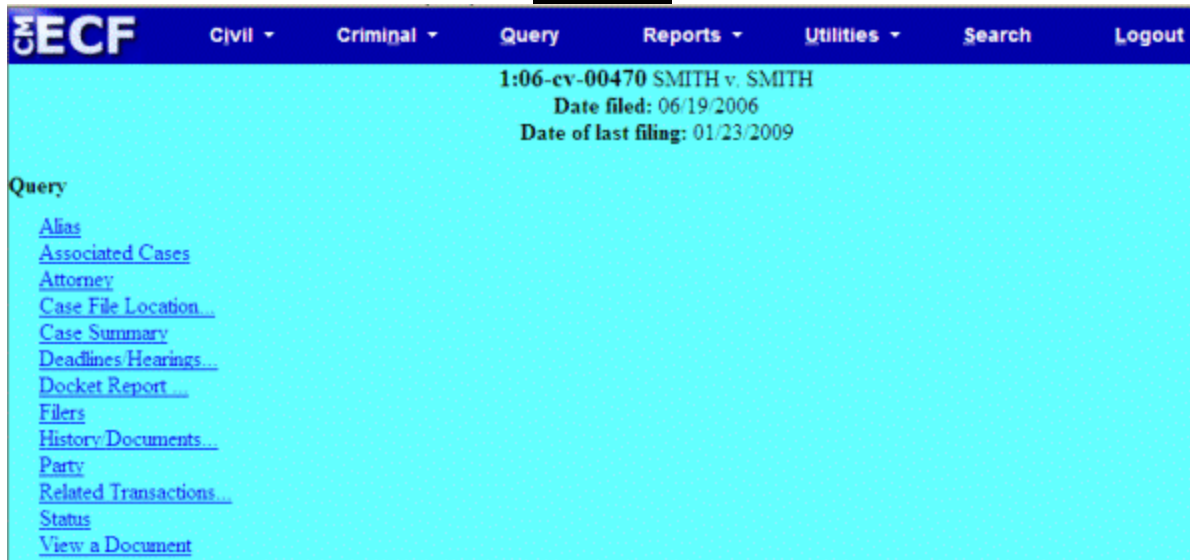 CM ECF Civil Criminal Query Reports Utilities Search Logout
1:06-cv-00470 SMITH v. SMITH
Date filed: 06/19/2006
Date of last filing: 01/23/2009
Query
Alias
Associated Cases
Attorney
Case File Location...
Case Summary
Deadlines/Hearings...
Docket Report ...
Filers
History/Documents...
Party
Related Transactions...
Status
View a Document